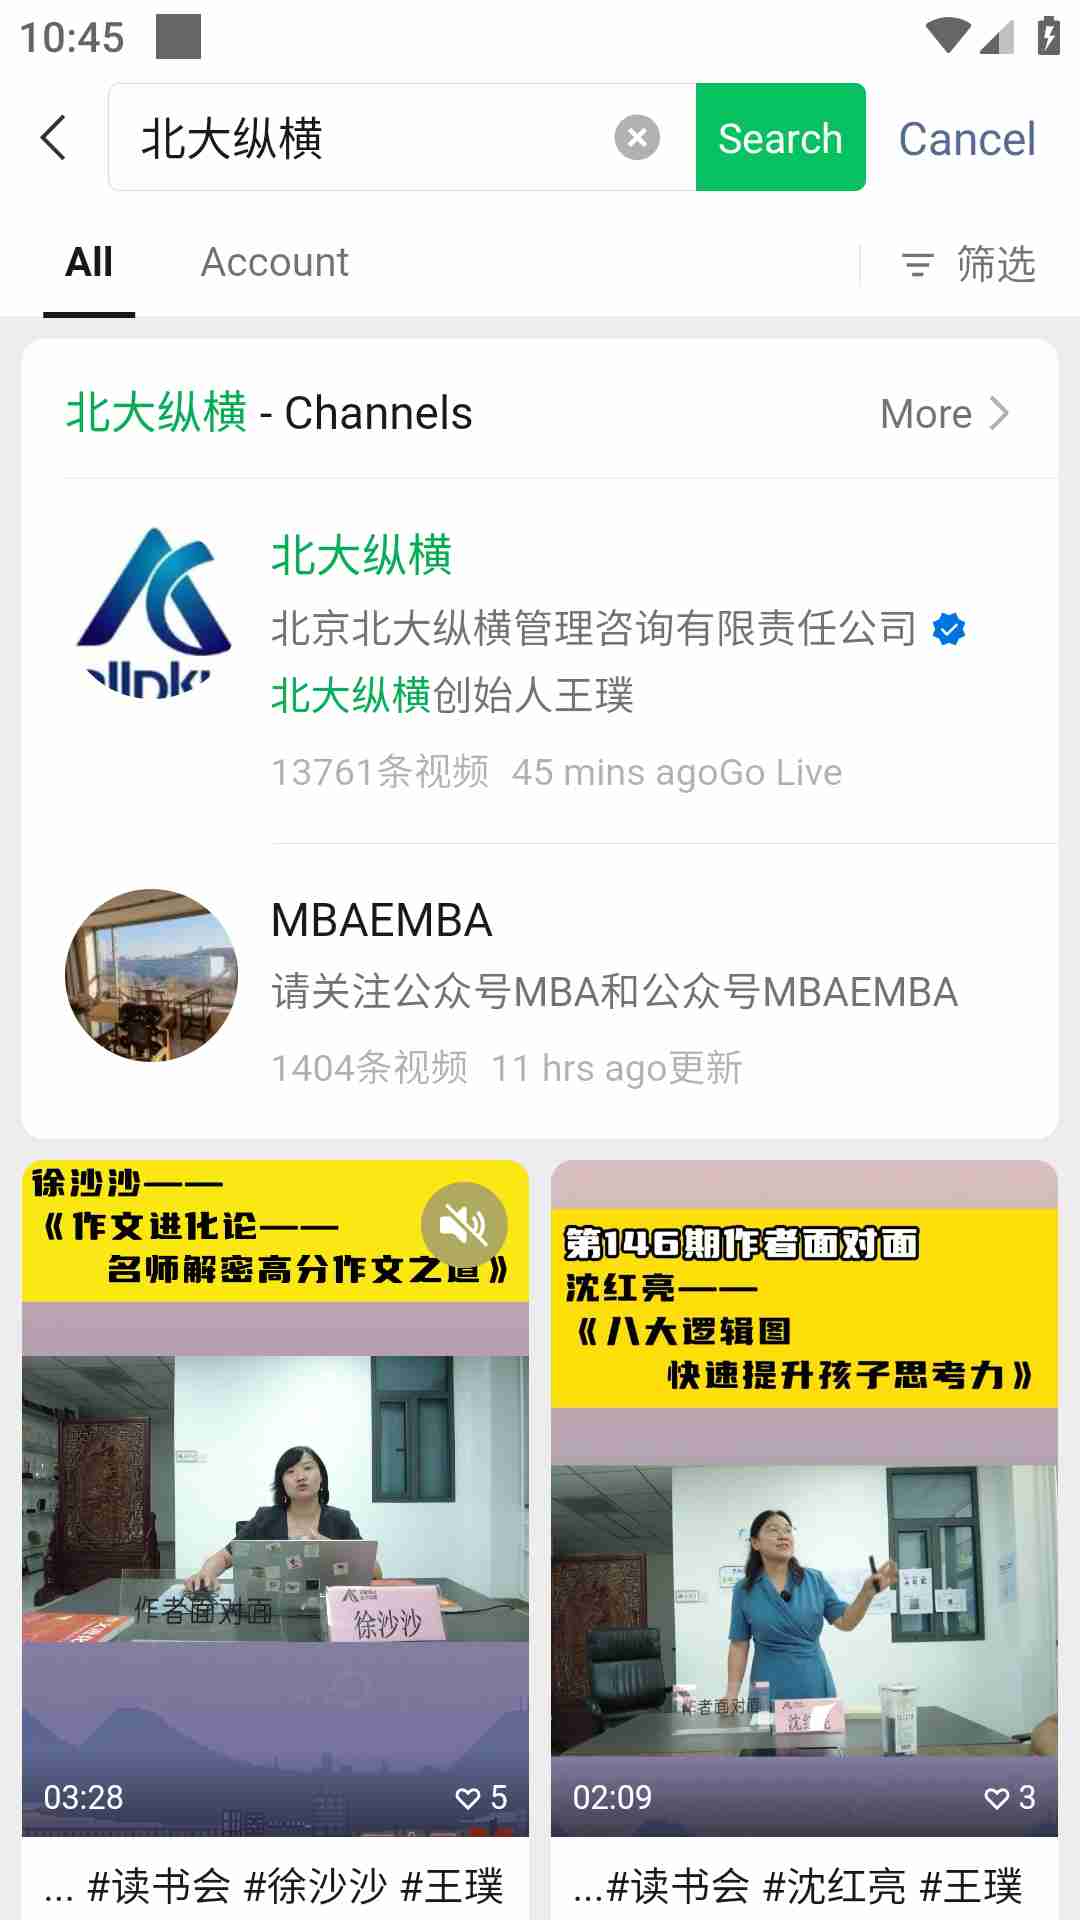 10:45
北大纵横
Search
Cancel
All
Account
筛选
北大纵横 - Channels
More
北大纵横
北京北大纵横管理咨询有限责任公司
北大纵横创始人王璞
13761条视频 45 mins agoGo Live
MBAEMBA
请关注公众号MBA和公众号MBAEMBA
1404条视频 11 hrs ago更新
徐沙沙——
《作文进化论——
名师解密高分作文之道》
作者面对面
徐沙沙
03:28
5
... #读书会 #徐沙沙 #王璞
第146期作者面对面
沈红亮——
《八大逻辑图
快速提升孩子思考力》
作者面对面
02:09
3
...#读书会 #沈红亮 #王璞